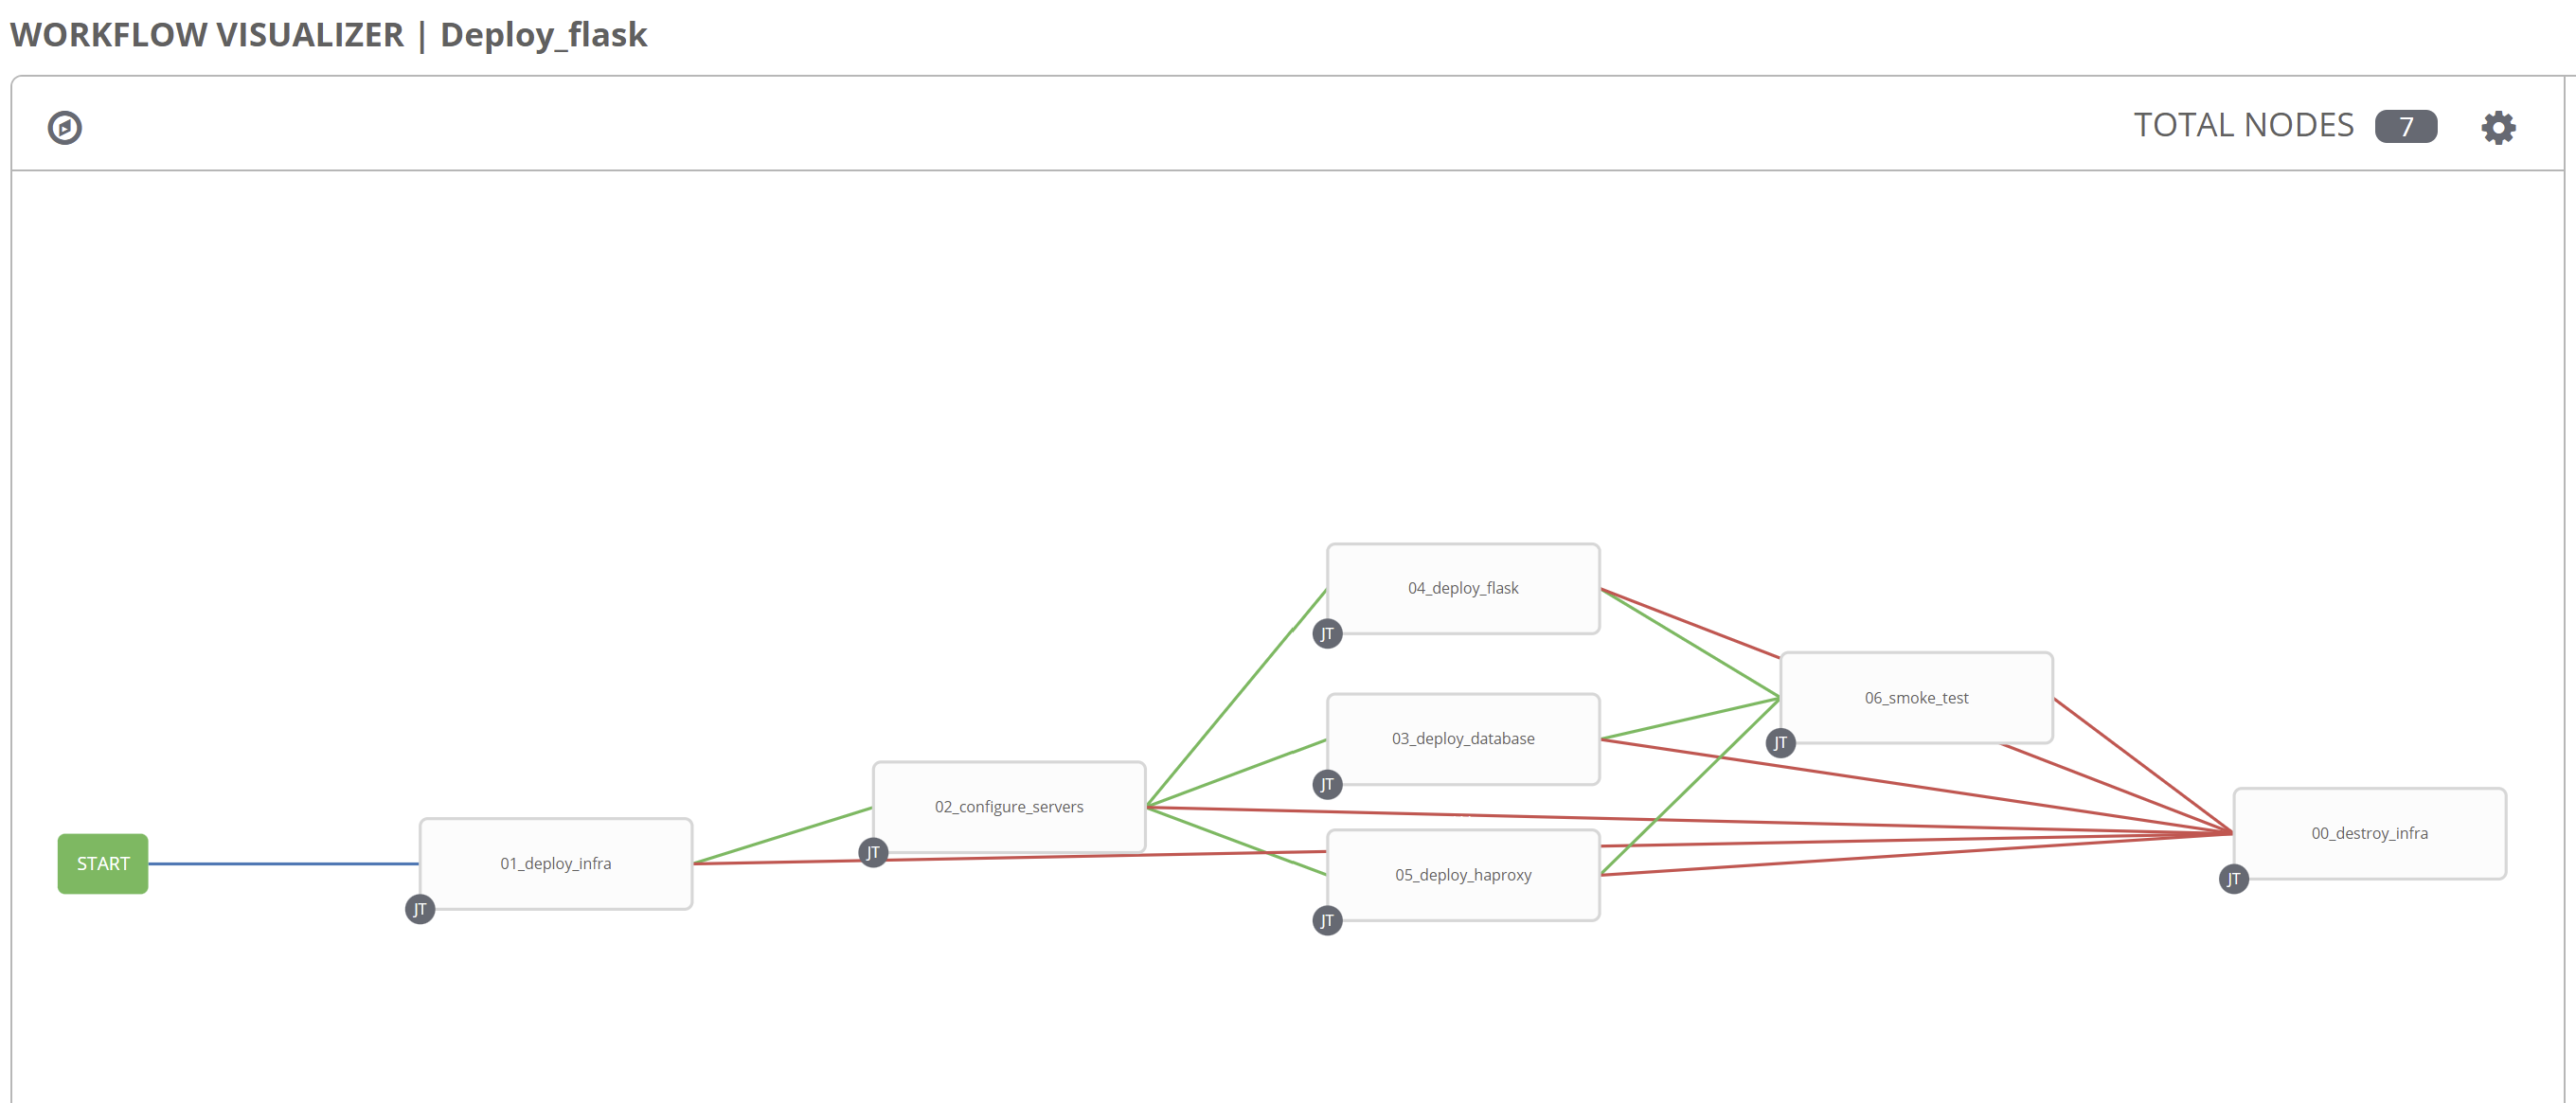 WORKFLOW VISUALIZER | Deploy_flask
TOTAL NODES 7
START
01_deploy_infra
JT
02_configure_servers
JT
04_deploy_flask
JT
03_deploy_database
JT
05_deploy_haproxy
JT
06_smoke_test
JT
00_destroy_infra
JT